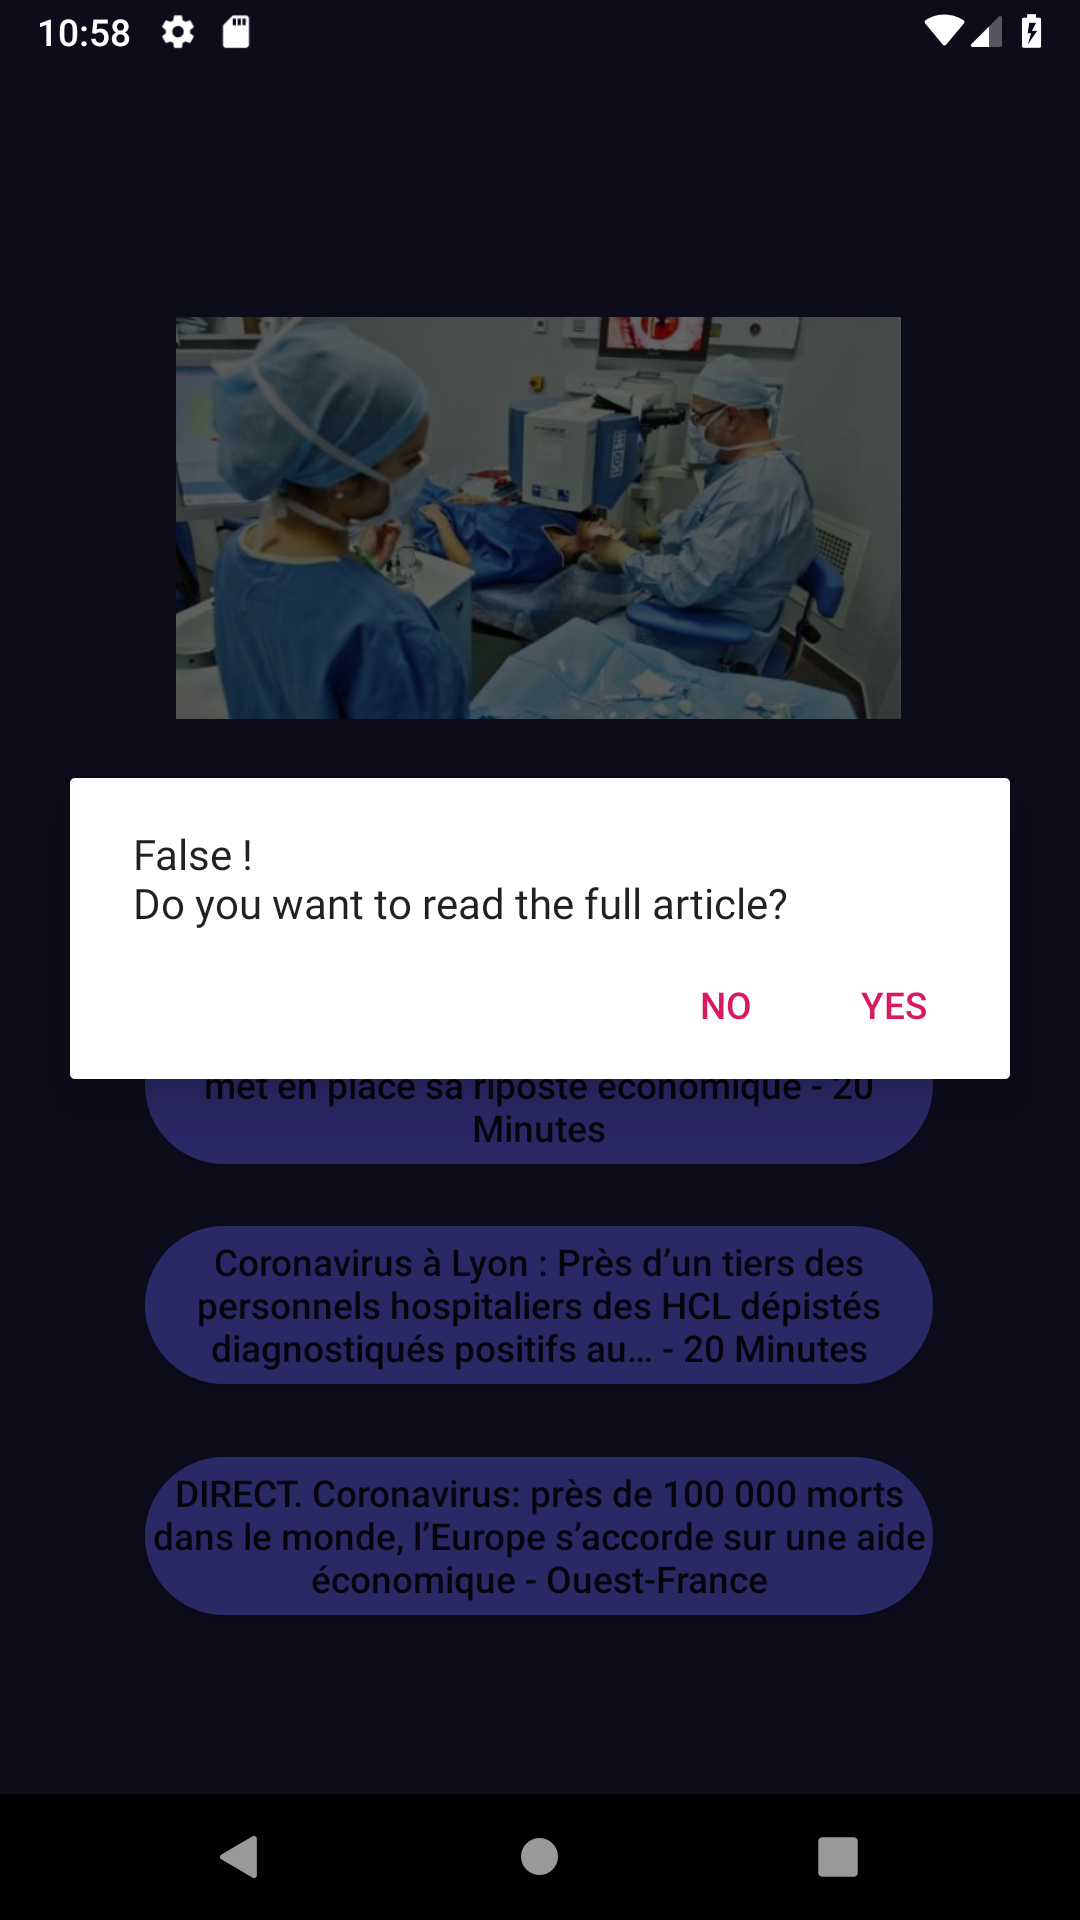 10:58
False !
Do you want to read the full article?
NO
YES
met en place sa riposte économique - 20
Minutes
Coronavirus à Lyon : Près d’un tiers des
personnels hospitaliers des HCL dépistés
diagnostiqués positifs au… - 20 Minutes
DIRECT. Coronavirus: près de 100 000 morts
dans le monde, l’Europe s’accorde sur une aide
économique - Ouest-France